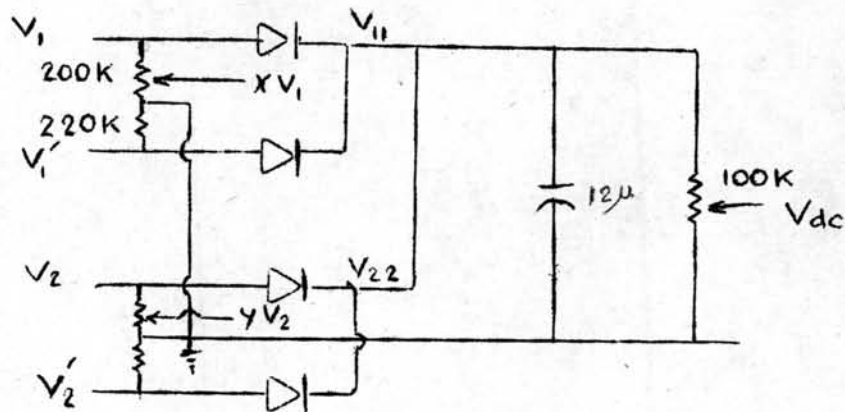 V₁
V₁₁
200K
XV₁
220K
V₁'
12μ
100K
Vdc
V₂
V₂₂
YV₂
V₂'